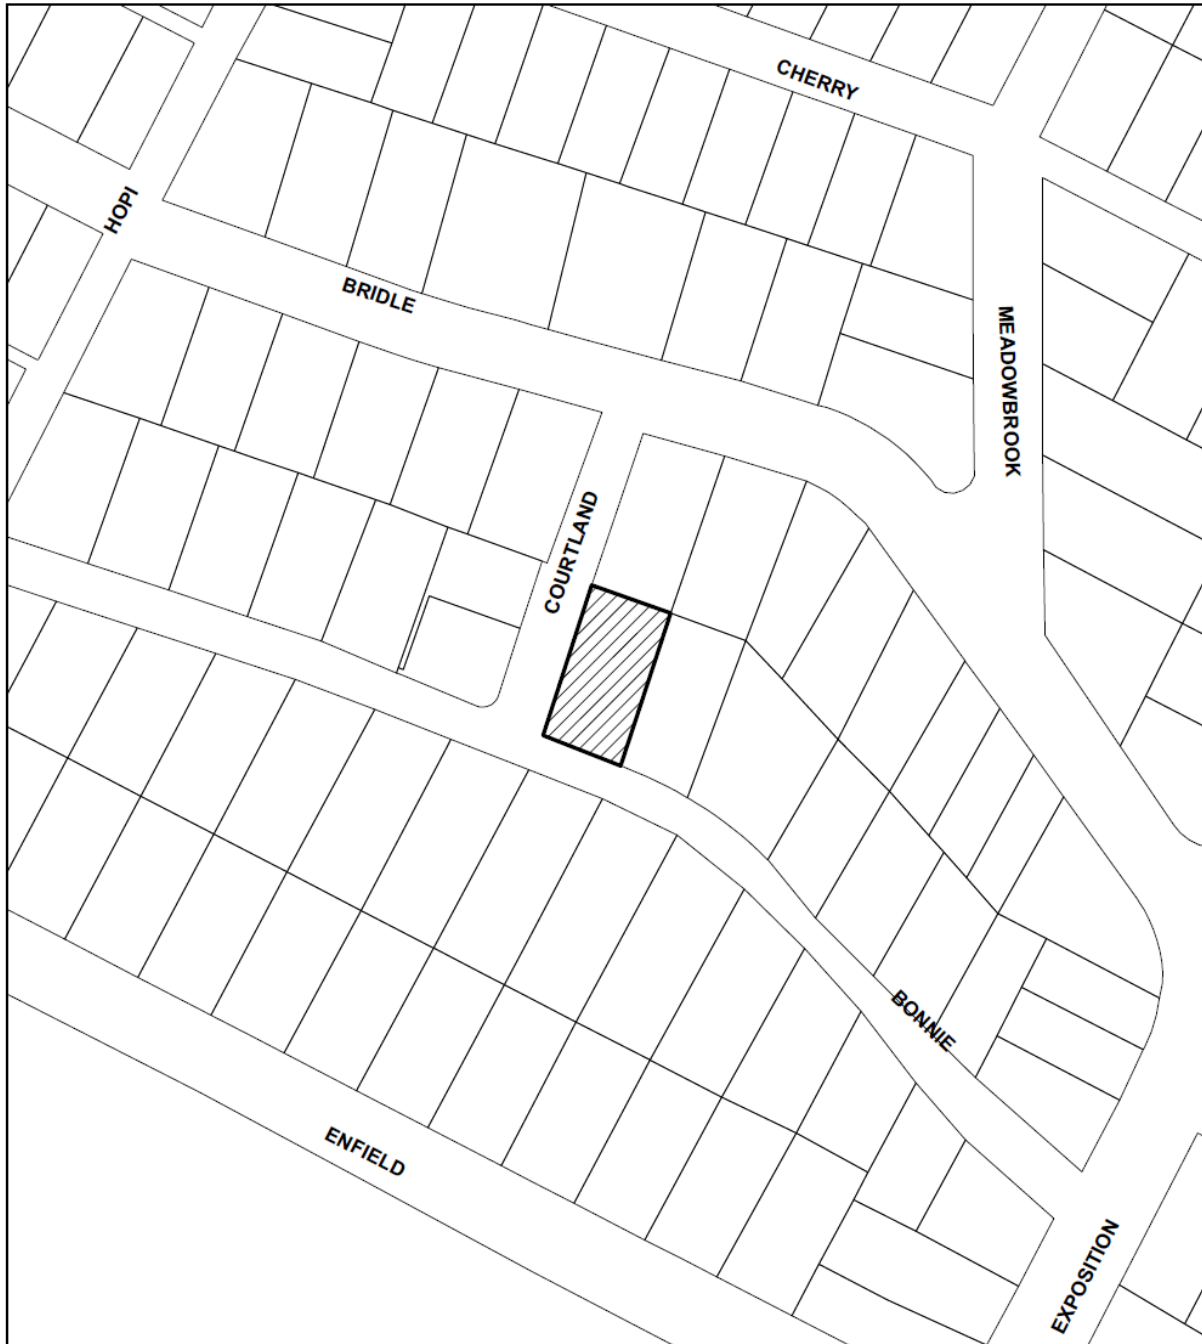 CHERRY
HOPI
BRIDLE
MEADOWBROOK
COURTLAND
BONNIE
ENFIELD
EXPOSITION